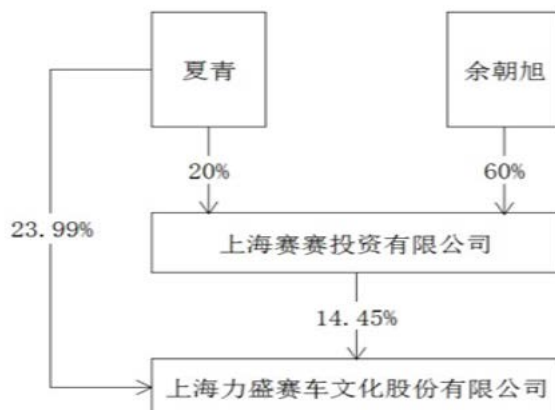 夏青
余朝旭
20%
60%
23.99%
上海赛赛投资有限公司
14.45%
上海力盛赛车文化股份有限公司